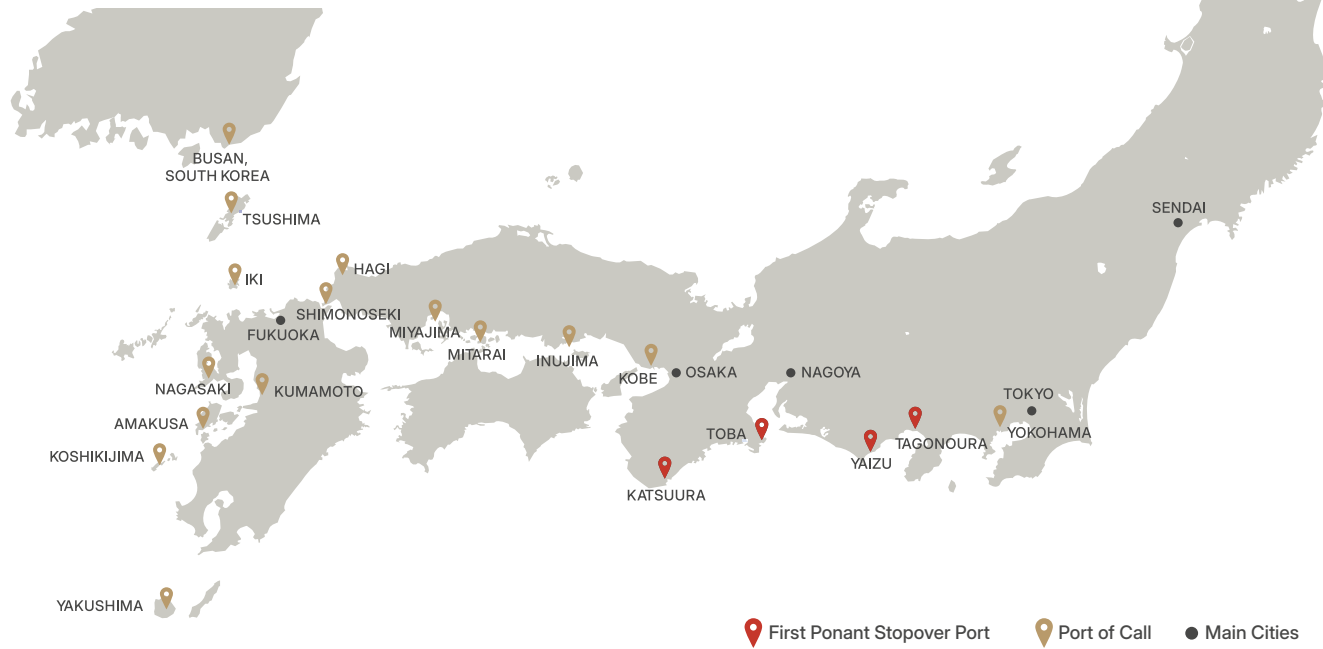 BUSAN,
SOUTH KOREA
TSUSHIMA
SENDAI
HAGI
IKI
SHIMONOSEKI
FUKUOKA
MIYAJIMA
MITARAI
INUJIMA
KOBE
OSAKA
NAGOYA
NAGASAKI
KUMAMOTO
TOKYO
AMAKUSA
TOBA
TAGONOURA
YOKOHAMA
KOSHIKIJIMA
YAIZU
KATSUURA
YAKUSHIMA
First Ponant Stopover Port
Port of Call
Main Cities